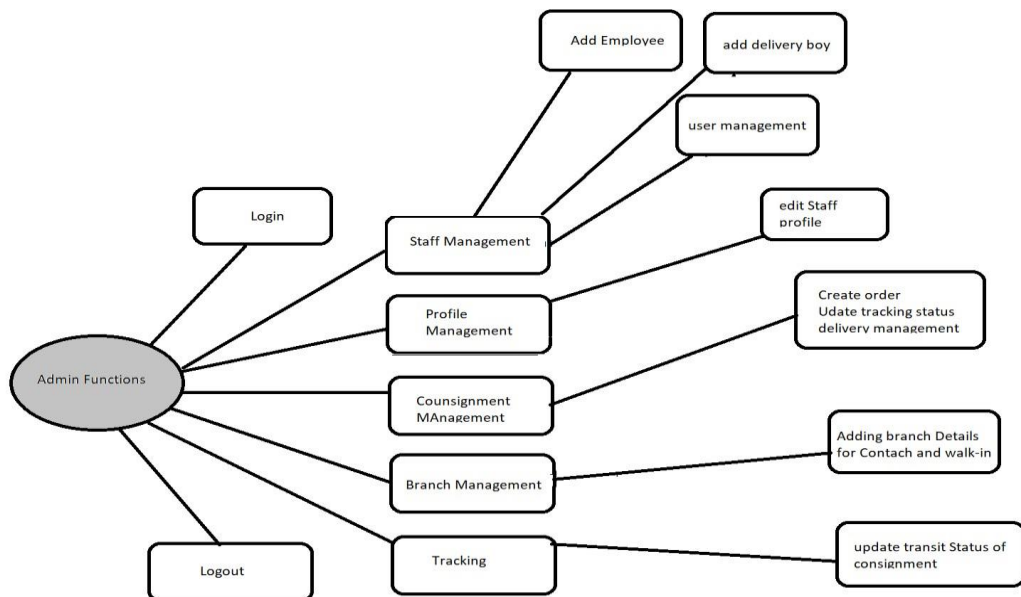 Add Employee
add delivery boy
user management
Login
edit Staff
profile
Staff Management
Create order
Udate tracking status
delivery management
Profile
Management
Admin Functions
Counsignment
MAnagement
Adding branch Details
for Contach and walk-in
Branch Management
Tracking
update transit Status of
consignment
Logout